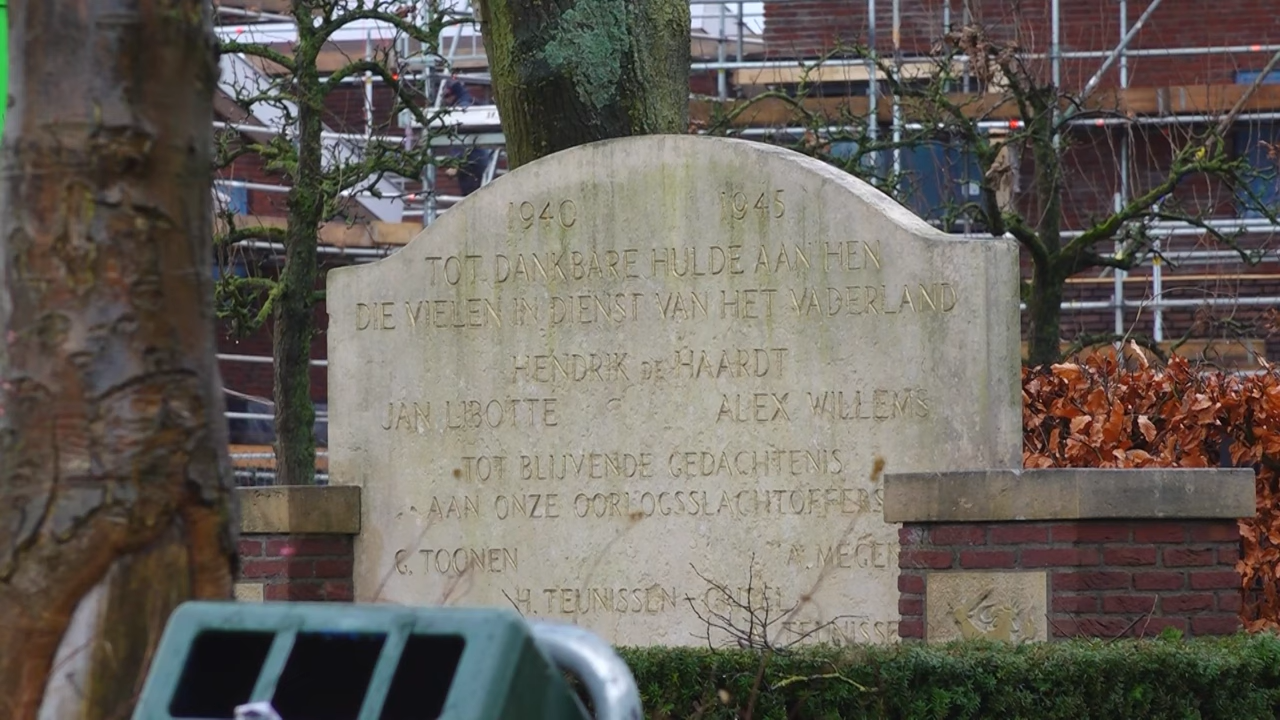 1940 1945
TOT DANKBARE HULDE AAN HEN
DIE VIELEN IN DIENST VAN HET VADERLAND
HENDRIK DE HAARDT
JAN LIBOTTE ALEX WILLEMS
TOT BLIJVENDE GEDACHTENIS
AAN ONZE OORLOGSSLACHTOFFERS
G. TOONEN A. MEGEN
H. TEUNISSEN -